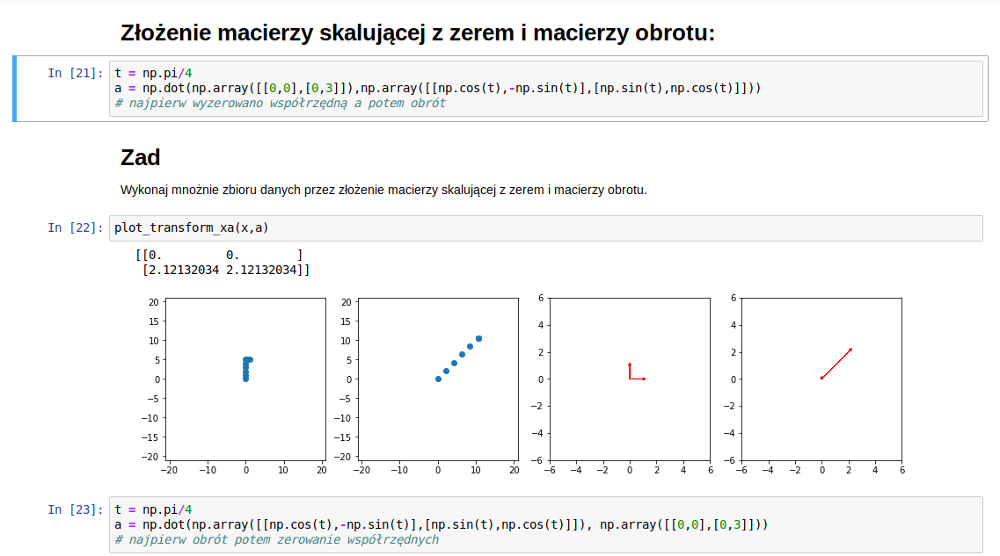 Złożenie macierzy skalującej z zerem i macierzy obrotu:
In [21]: t = np.pi/4
a = np.dot(np.array([[0,0],[0,3]]),np.array([[np.cos(t),-np.sin(t)],[np.sin(t),np.cos(t)]]))
# najpierw wyzerowano współrzędną a potem obrót
Zad
Wykonaj mnożnie zbioru danych przez złożenie macierzy skalującej z zerem i macierzy obrotu.
In [22]: plot_transform_xa(x,a)
[[0. 0. ]
[2.12132034 2.12132034]]
20 20 6 6
15 15 4 4
10 10 2 2
5 5 0 0
0 0 −2 −2
−5 −5 −4 −4
−10 −10 −6 −6
−15 −15
−20 −20
−20 −10 0 10 20 −20 −10 0 10 20 −6 −4 −2 0 2 4 6 −6 −4 −2 0 2 4 6
In [23]: t = np.pi/4
a = np.dot(np.array([[np.cos(t),-np.sin(t)],[np.sin(t),np.cos(t)]]), np.array([[0,0],[0,3]]))
# najpierw obrót potem zerowanie współrzędnych